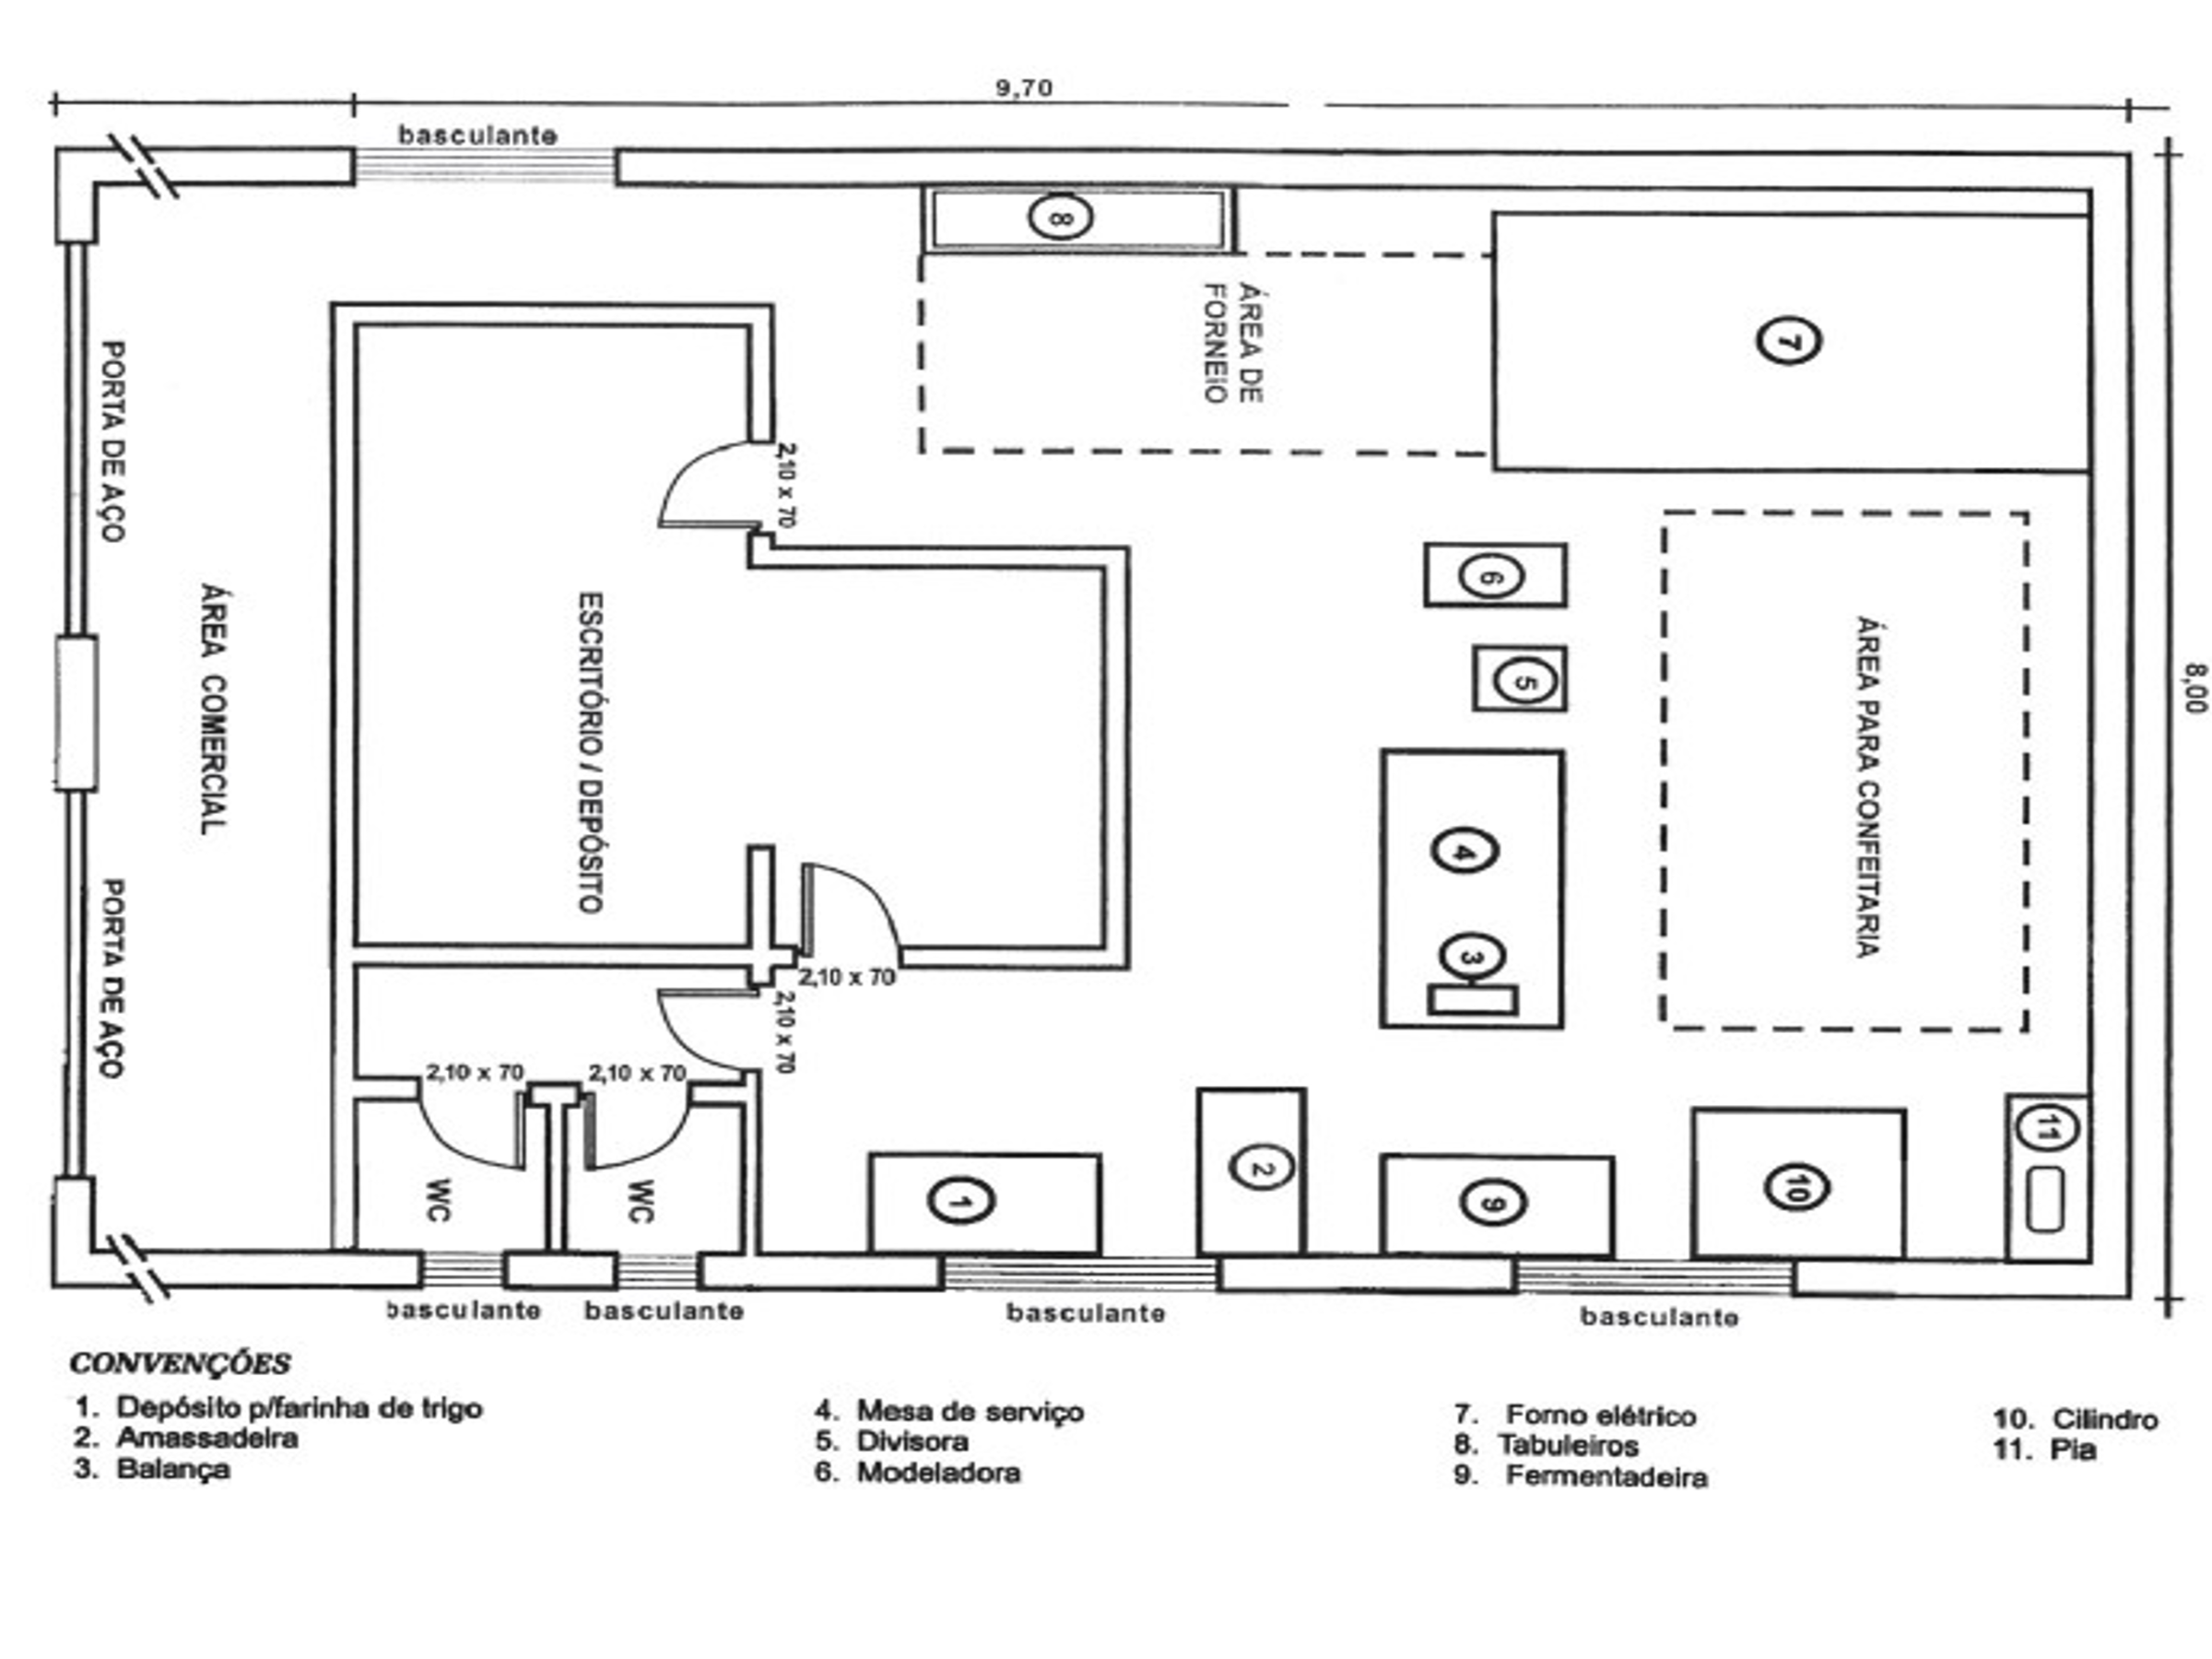 9,70
basculante
8
ÁREA DE
FORNEIO
7
8,00
PORTA DE AÇO
2,10 x 70
6
5
ÁREA COMERCIAL
ESCRITÓRIO / DEPÓSITO
ÁREA PARA CONFEITARIA
4
3
2,10 x 70
PORTA DE AÇO
2,10 x 70
2,10 x 70
2,10 x 70
WC
WC
1
2
9
10
11
basculante
basculante
basculante
basculante
CONVENÇÕES
1. Depósito p/farinha de trigo
2. Amassadeira
3. Balança
4. Mesa de serviço
5. Divisora
6. Modeladora
7. Forno elétrico
8. Tabuleiros
9. Fermentadeira
10. Cilindro
11. Pia